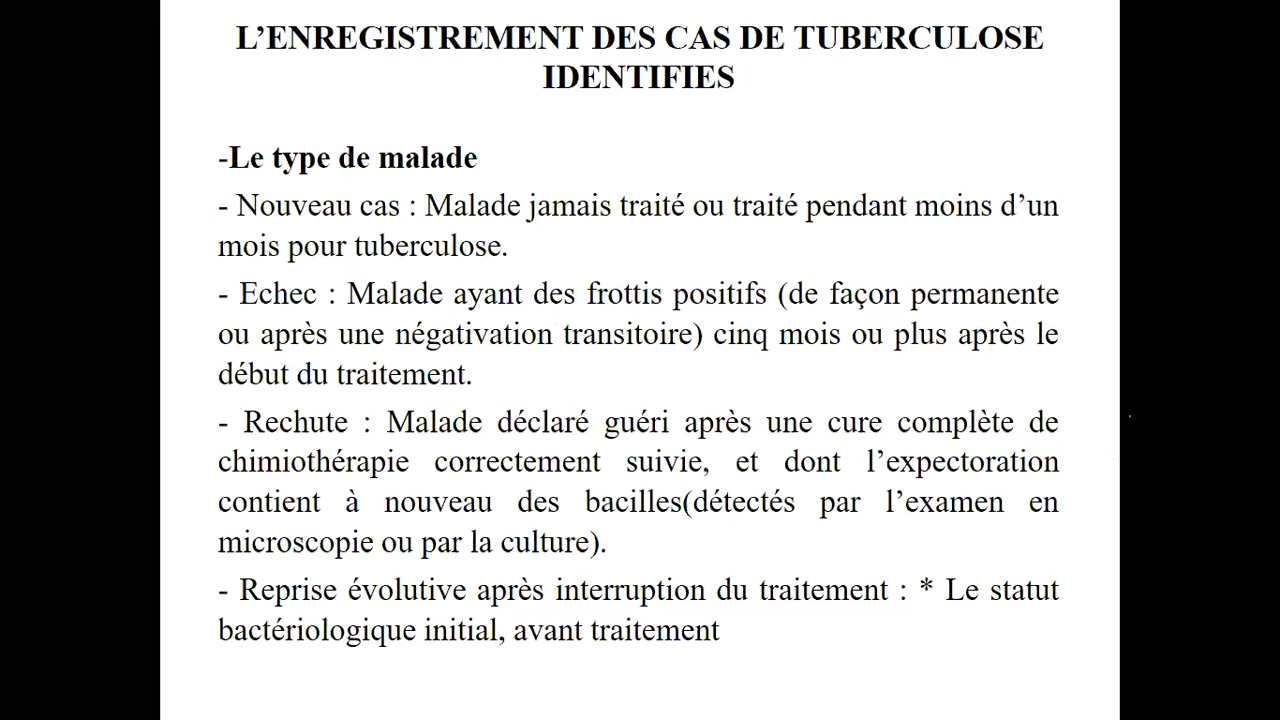 L’ENREGISTREMENT DES CAS DE TUBERCULOSE
IDENTIFIES
-Le type de malade
- Nouveau cas : Malade jamais traité ou traité pendant moins d’un
mois pour tuberculose.
- Echec : Malade ayant des frottis positifs (de façon permanente
ou après une négativation transitoire) cinq mois ou plus après le
début du traitement.
- Rechute : Malade déclaré guéri après une cure complète de
chimiothérapie correctement suivie, et dont l’expectoration
contient à nouveau des bacilles(détectés par l’examen en
microscopie ou par la culture).
- Reprise évolutive après interruption du traitement : * Le statut
bactériologique initial, avant traitement